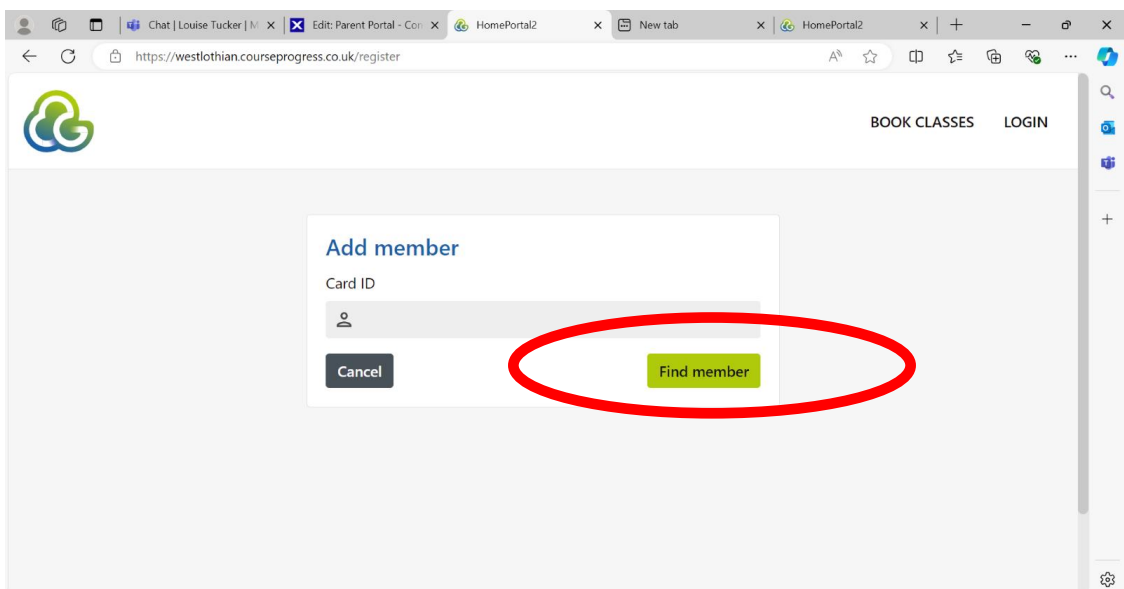 Chat | Louise Tucker | M
Edit: Parent Portal - Con
HomePortal2
New tab
HomePortal2
https://westlothian.courseprogress.co.uk/register
BOOK CLASSES LOGIN
Add member
Card ID
Cancel
Find member